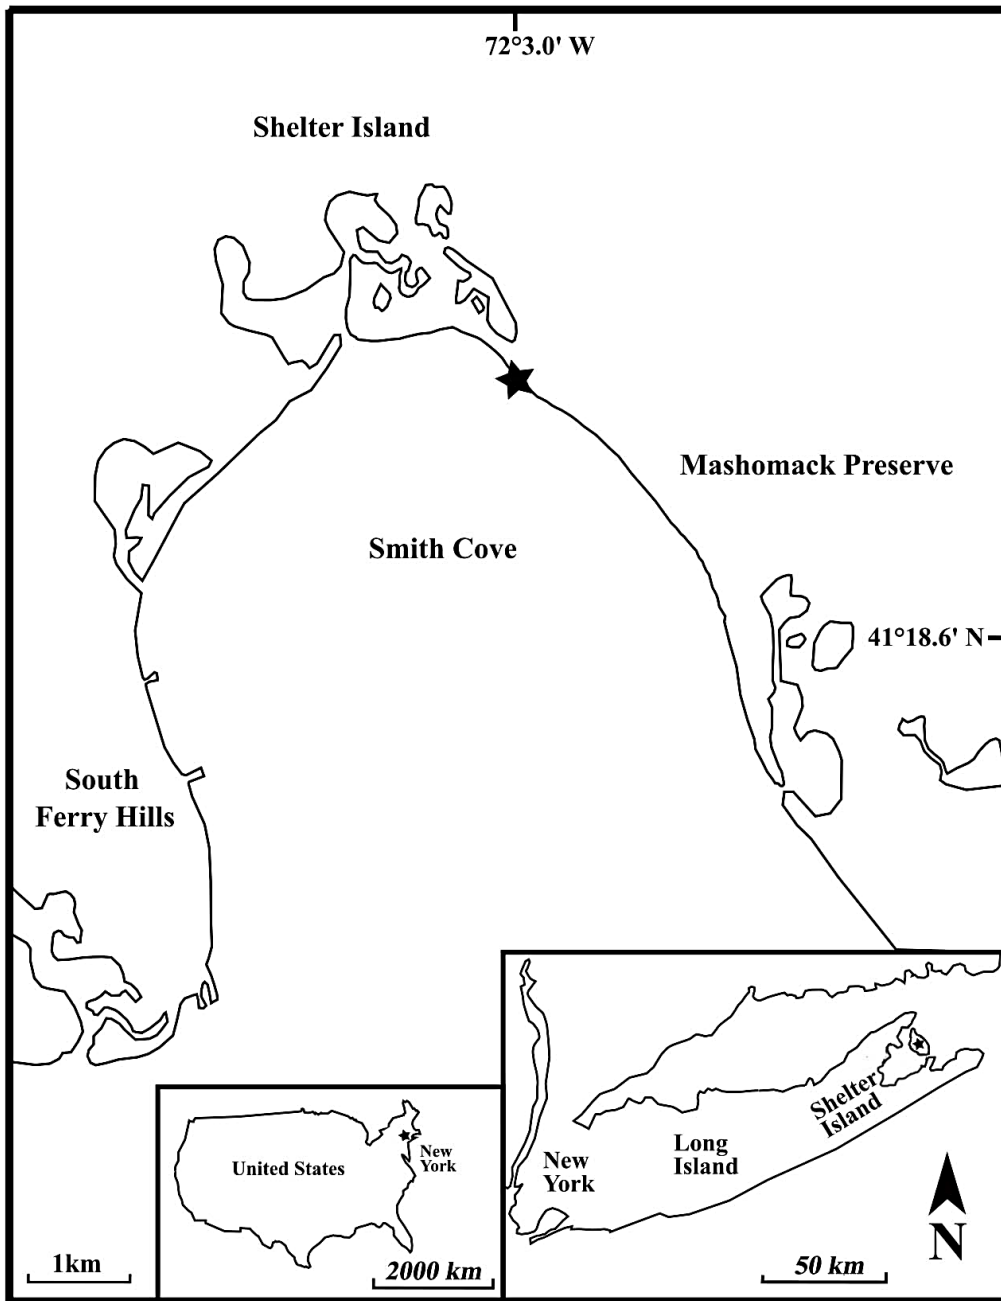 72°3.0' W
Shelter Island
Mashomack Preserve
Smith Cove
41°18.6' N
South
Ferry Hills
1km
United States
New
York
2000 km
New
York
Long
Island
Shelter
Island
50 km
N